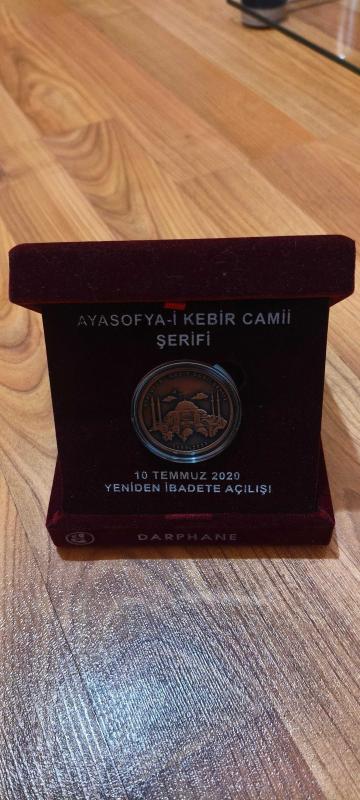 AYASOFYA-İ KEBİR CAMİİ
ŞERİFİ
10 TEMMUZ 2020
YENİDEN İBADETE AÇILIŞI
DARPHANE